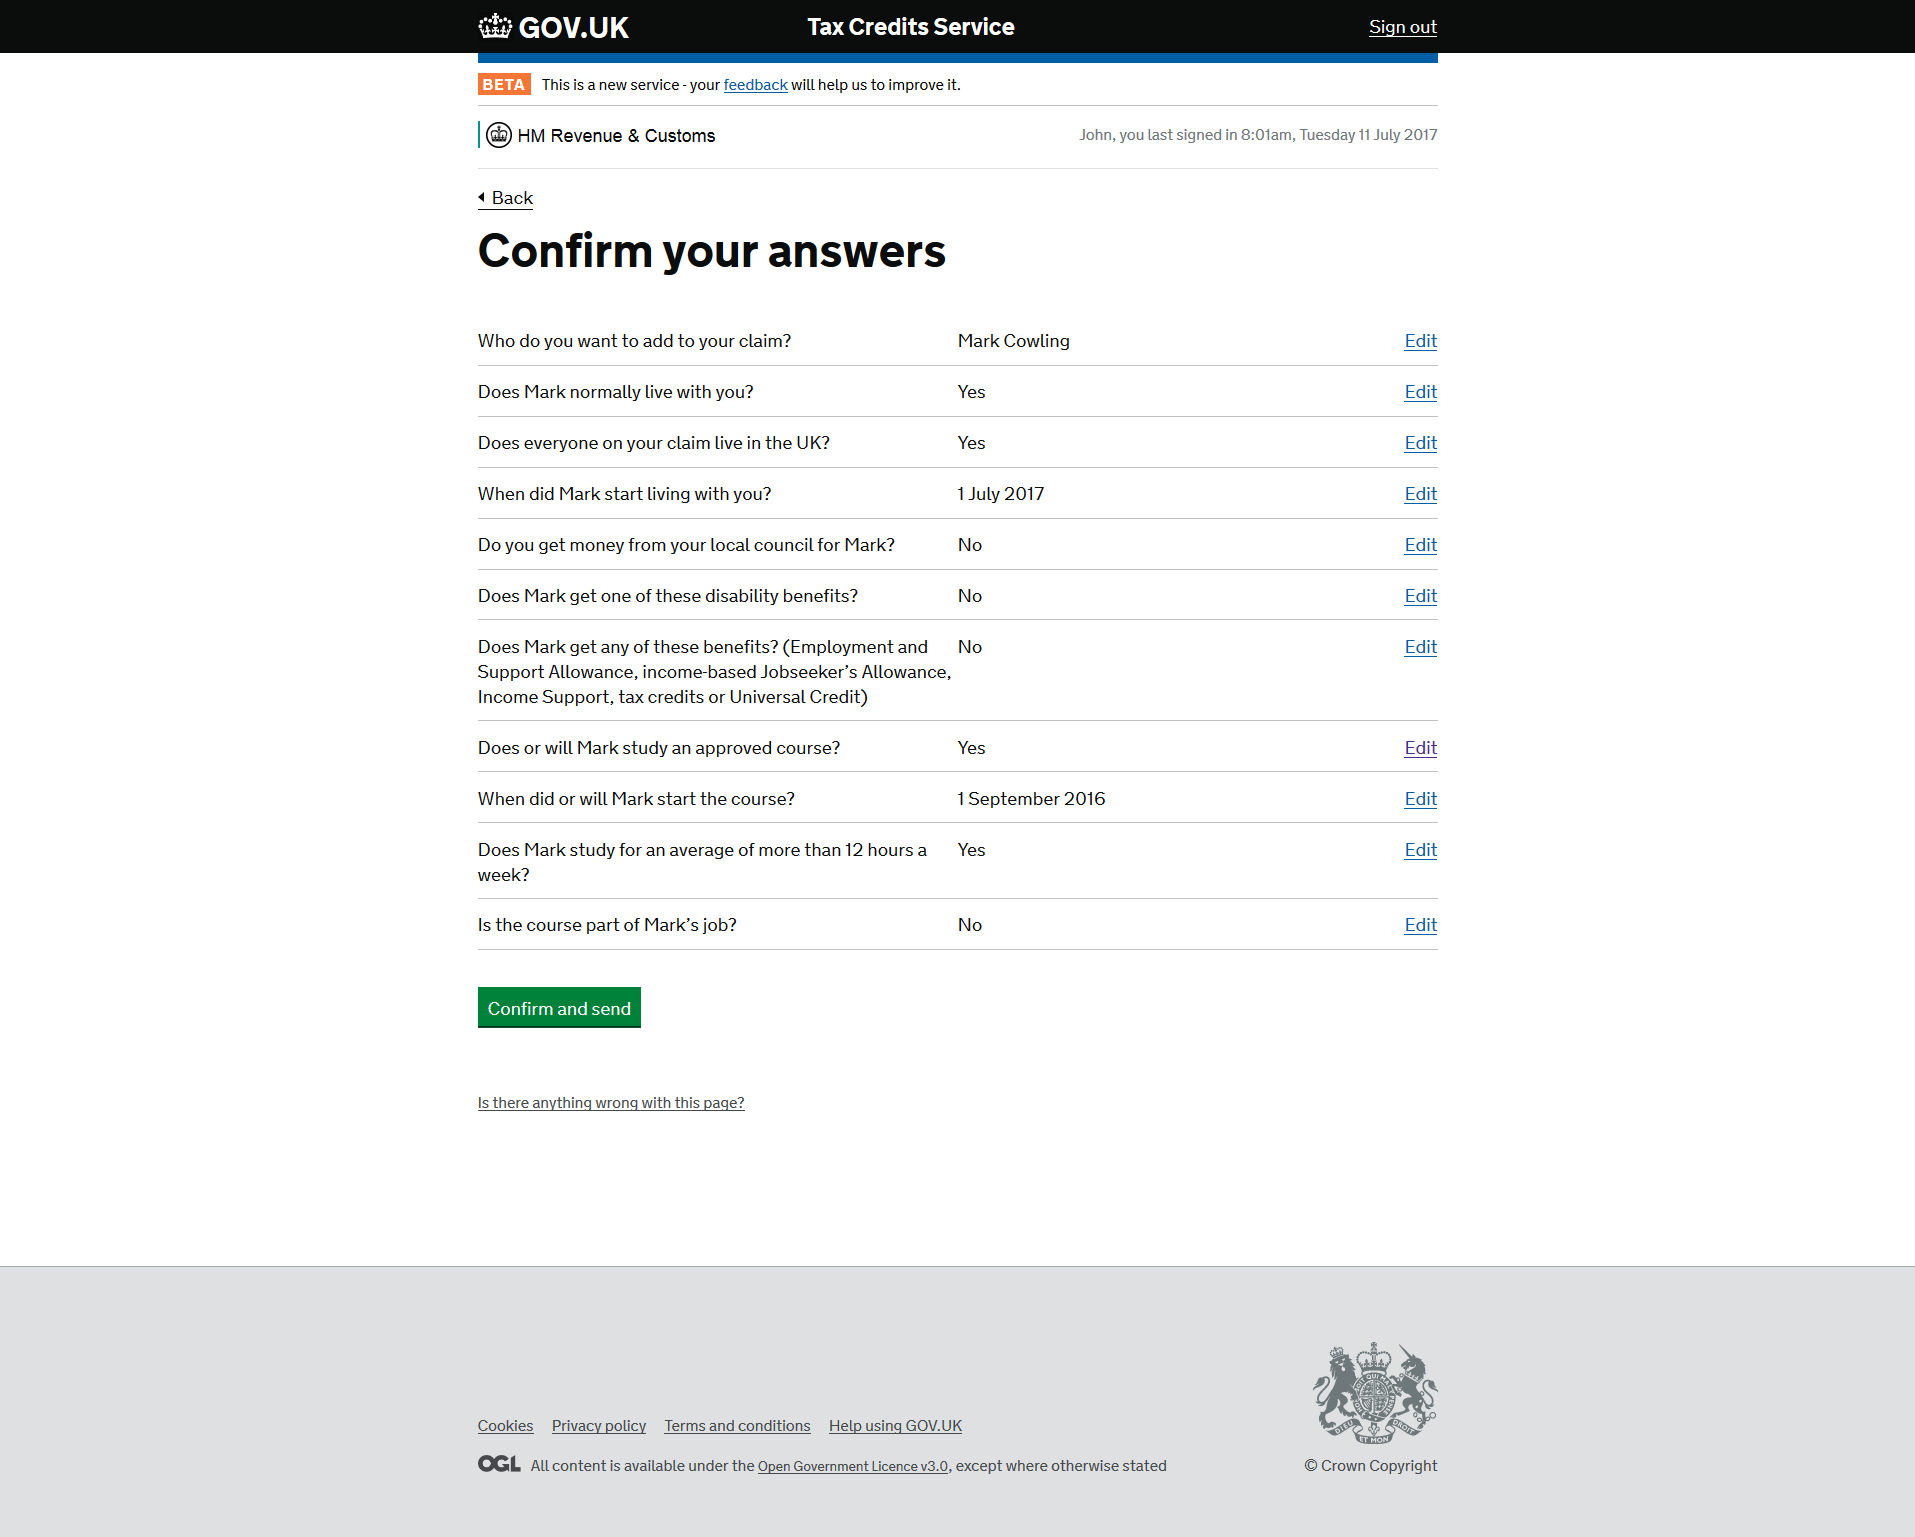 GOV.UK Tax Credits Service Sign out
BETA This is a new service - your feedback will help us to improve it.
HM Revenue & Customs John, you last signed in 8:01am, Tuesday 11 July 2017
Back
Confirm your answers
Who do you want to add to your claim? Mark Cowling Edit
Does Mark normally live with you? Yes Edit
Does everyone on your claim live in the UK? Yes Edit
When did Mark start living with you? 1 July 2017 Edit
Do you get money from your local council for Mark? No Edit
Does Mark get one of these disability benefits? No Edit
Does Mark get any of these benefits? (Employment and No Edit
Support Allowance, income-based Jobseeker’s Allowance,
Income Support, tax credits or Universal Credit)
Does or will Mark study an approved course? Yes Edit
When did or will Mark start the course? 1 September 2016 Edit
Does Mark study for an average of more than 12 hours a Yes Edit
week?
Is the course part of Mark’s job? No Edit
Confirm and send
Is there anything wrong with this page?
Cookies Privacy policy Terms and conditions Help using GOV.UK
OGL All content is available under the Open Government Licence v3.0, except where otherwise stated
© Crown Copyright